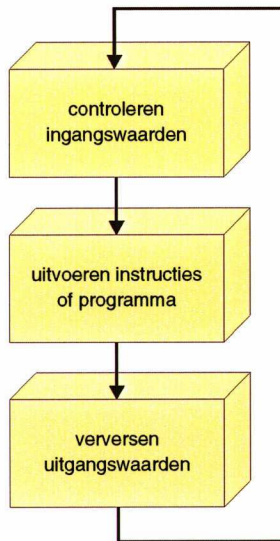 controleren
ingangswaarden
uitvoeren instructies
of programma
verversen
uitgangswaarden